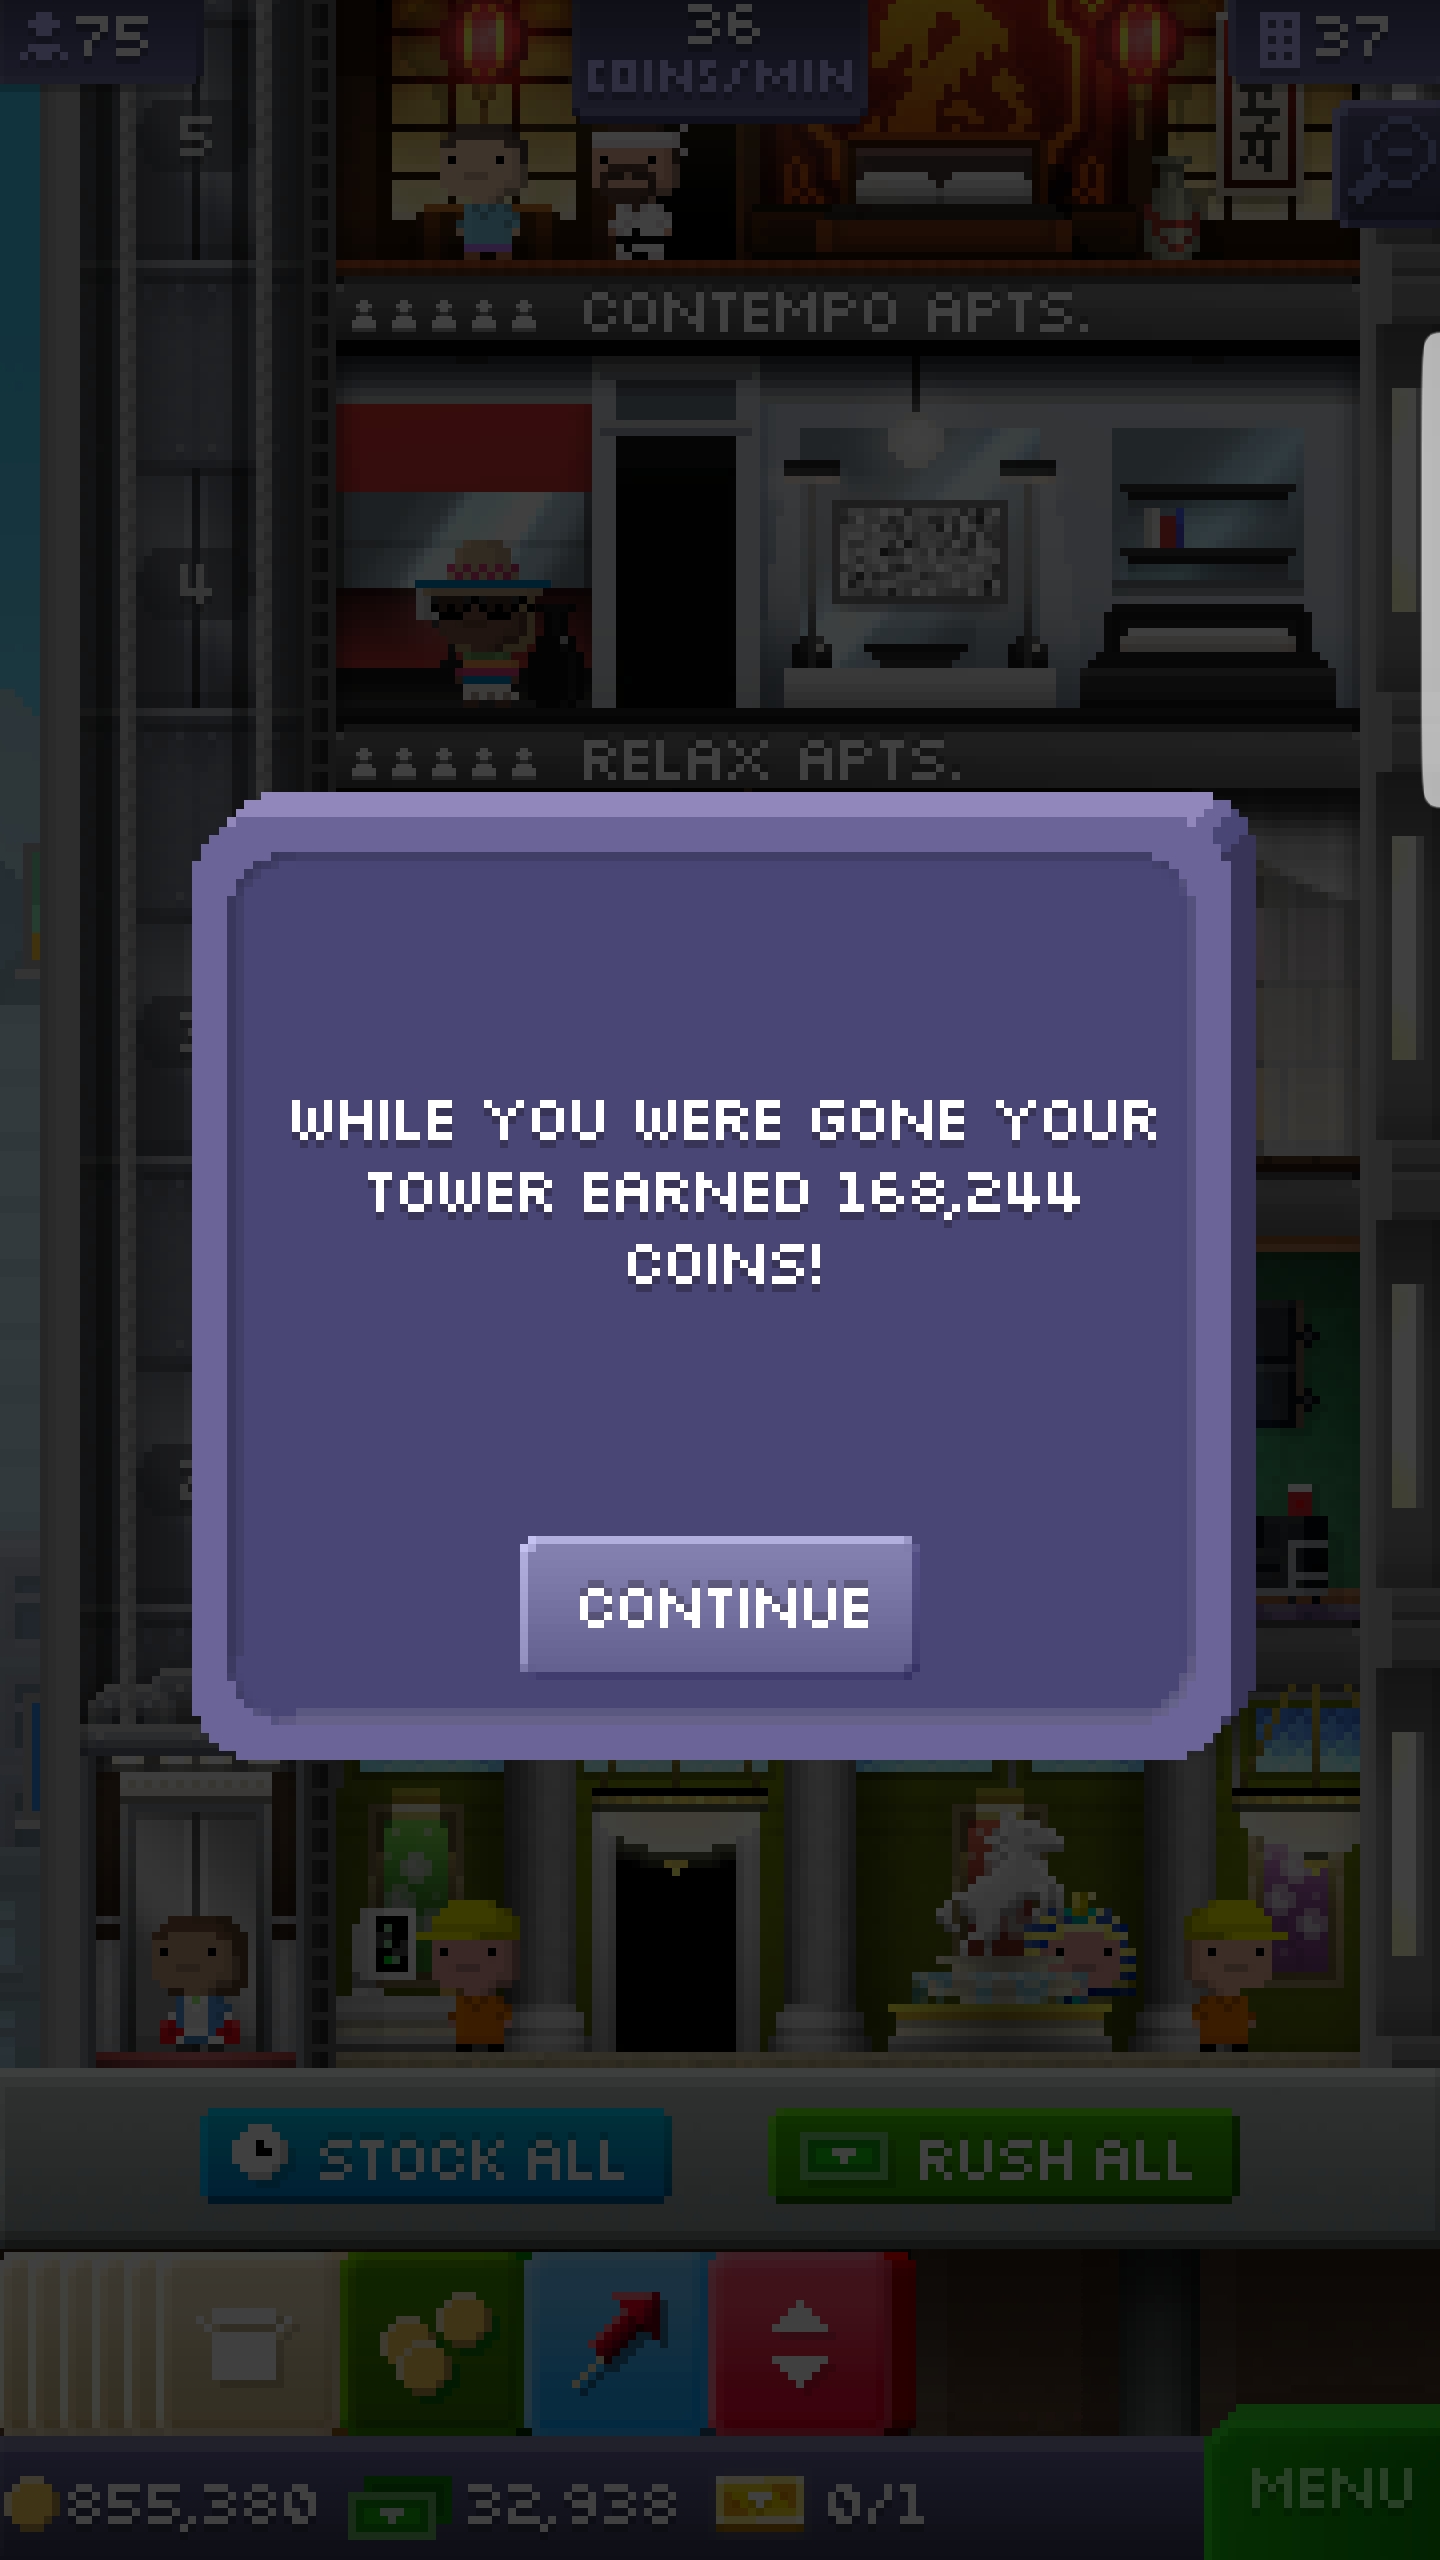 75
36
COINS/MIN
37
5
CONTEMPO APTS.
4
RELAX APTS.
WHILE YOU WERE GONE YOUR
TOWER EARNED 168,244
COINS!
CONTINUE
STOCK ALL
RUSH ALL
855,380
32,938
0/1
MENU